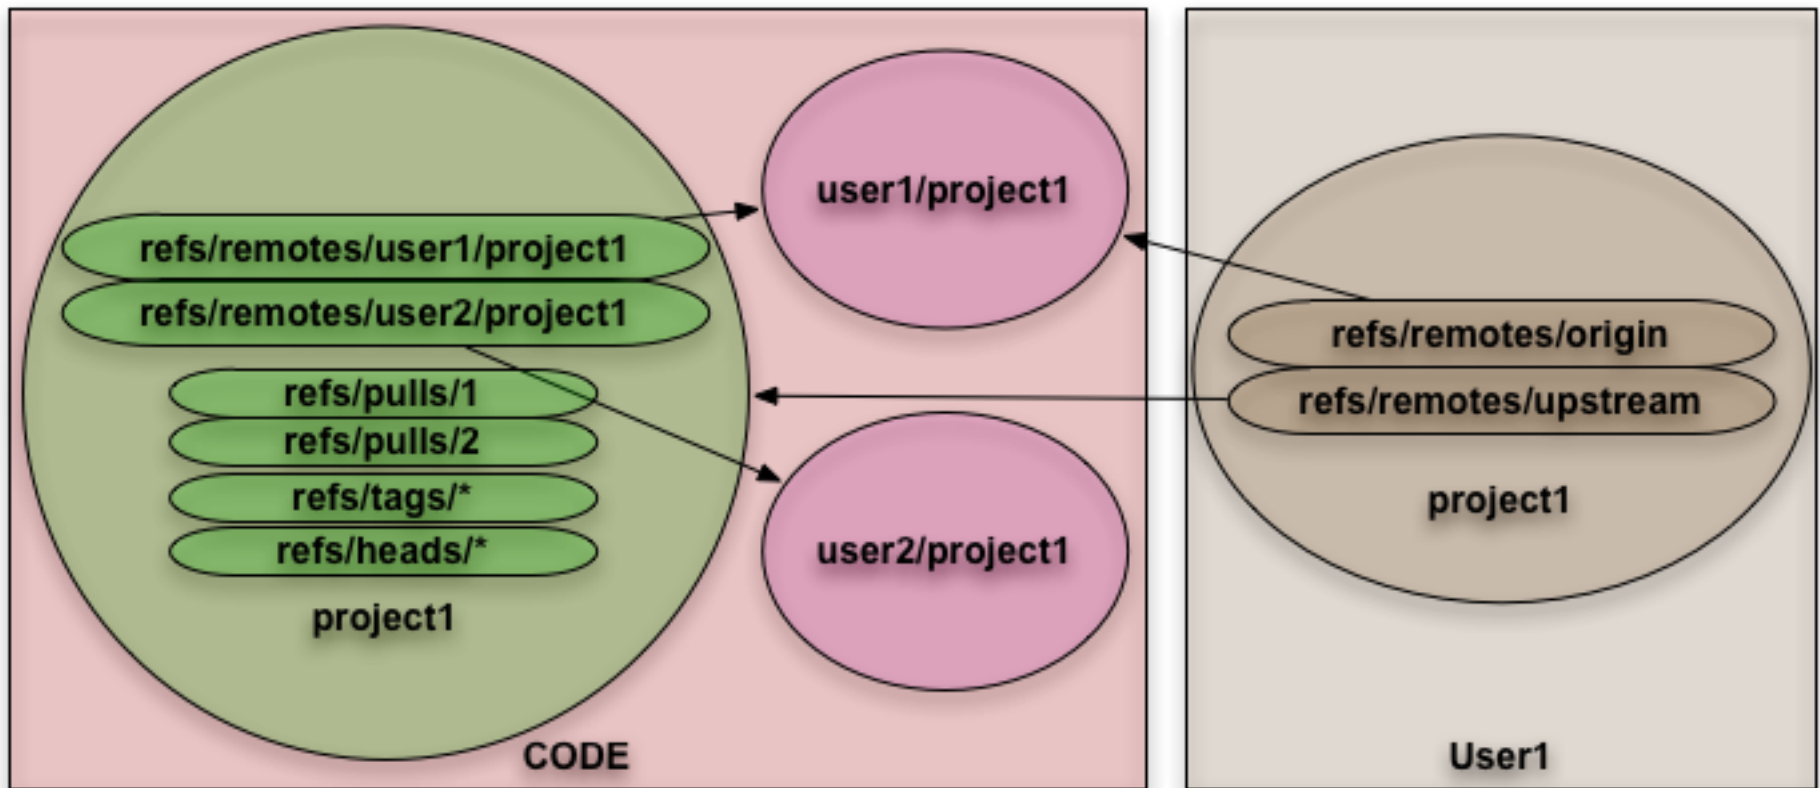 refs/remotes/user1/project1
refs/remotes/user2/project1
refs/pulls/1
refs/pulls/2
refs/tags/*
refs/heads/*
project1
user1/project1
user2/project1
CODE
refs/remotes/origin
refs/remotes/upstream
project1
User1